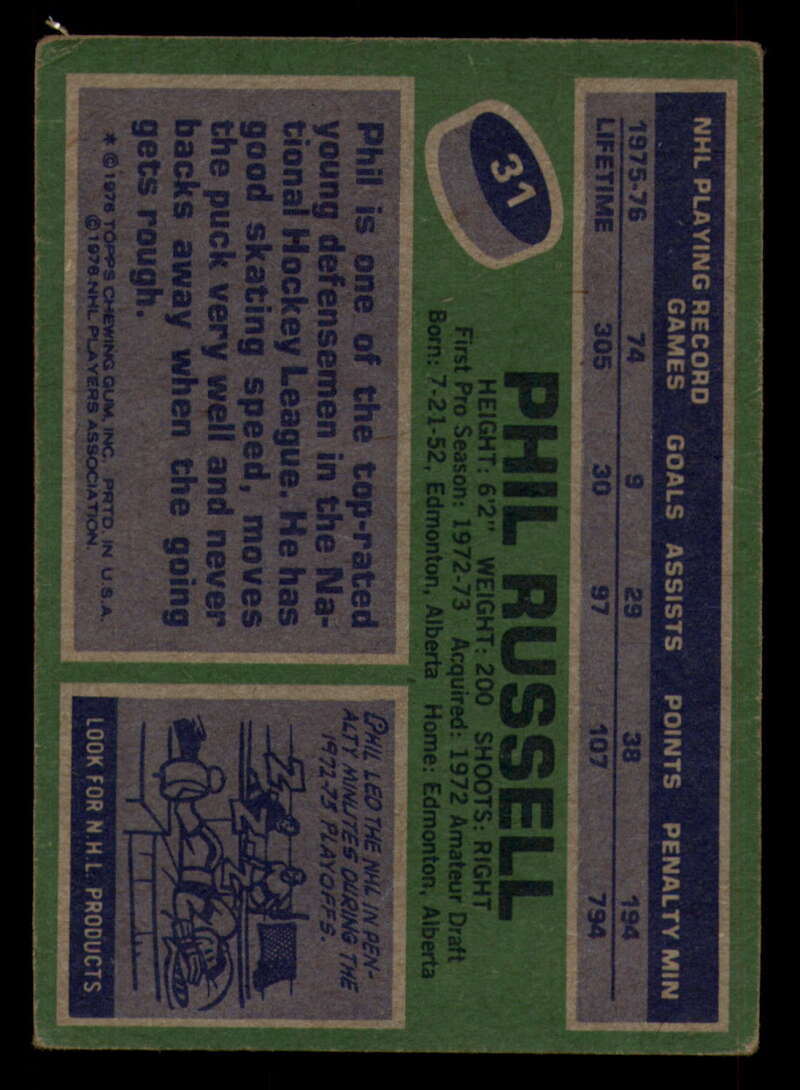 NHL PLAYING RECORD
GAMES GOALS ASSISTS POINTS PENALTY MIN
1975-76 74 9 29 38 194
LIFETIME 305 30 97 107 794
31
PHIL RUSSELL
HEIGHT: 6'2" WEIGHT: 200 SHOOTS: RIGHT
First Pro Season: 1972-73 Acquired: 1972 Amateur Draft
Born: 7-21-52, Edmonton, Alberta Home: Edmonton, Alberta
Phil is one of the top-rated
young defensemen in the Na-
tional Hockey League. He has
good skating speed, moves
the puck very well and never
backs away when the going
gets rough.
* © 1976 TOPPS CHEWING GUM, INC. PRTD. IN U.S.A.
© 1976 NHL PLAYERS ASSOCIATION.
PHIL LED THE NHL IN PEN-
ALTY MINUTES DURING THE
1972-73 PLAYOFFS.
LOOK FOR N.H.L. PRODUCTS